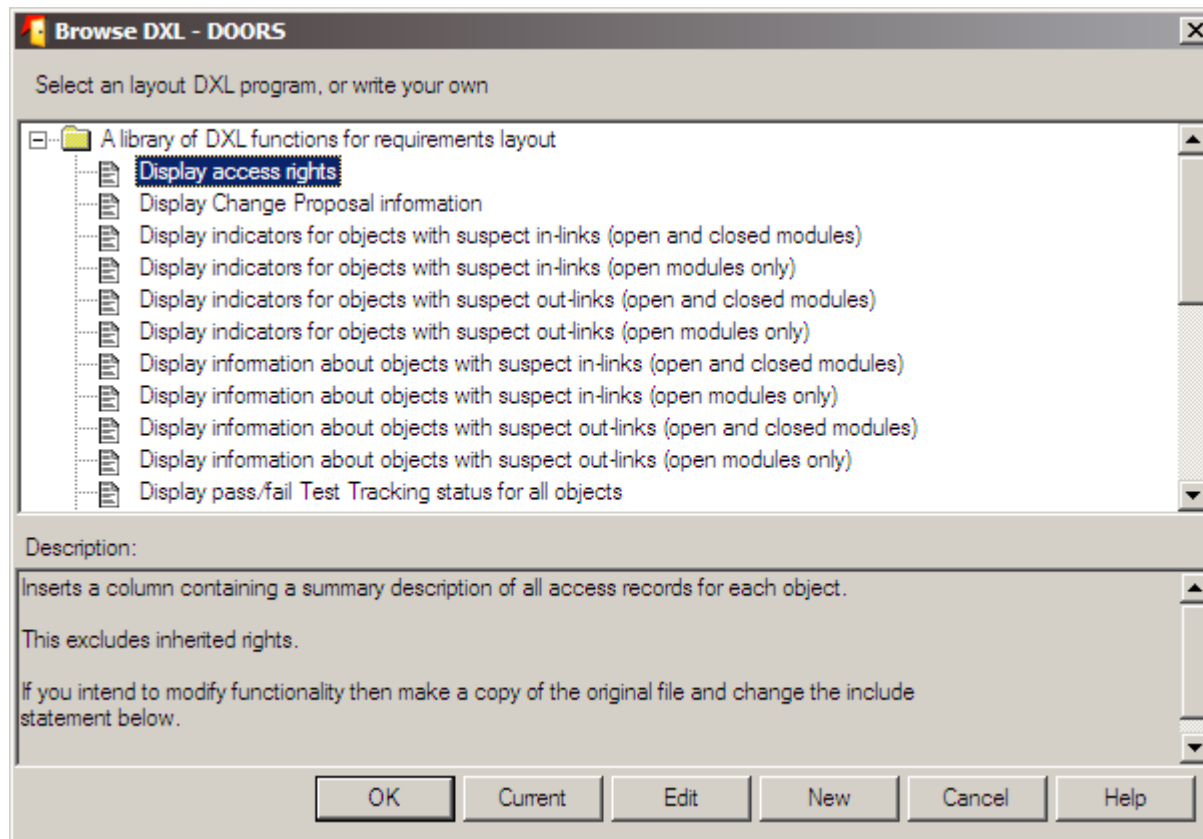 Browse DXL - DOORS
Select an layout DXL program, or write your own
A library of DXL functions for requirements layout
Display access rights
Display Change Proposal information
Display indicators for objects with suspect in-links (open and closed modules)
Display indicators for objects with suspect in-links (open modules only)
Display indicators for objects with suspect out-links (open and closed modules)
Display indicators for objects with suspect out-links (open modules only)
Display information about objects with suspect in-links (open and closed modules)
Display information about objects with suspect in-links (open modules only)
Display information about objects with suspect out-links (open and closed modules)
Display information about objects with suspect out-links (open modules only)
Display pass/fail Test Tracking status for all objects
Description:
Inserts a column containing a summary description of all access records for each object.
This excludes inherited rights.
If you intend to modify functionality then make a copy of the original file and change the include
statement below.
OK Current Edit New Cancel Help